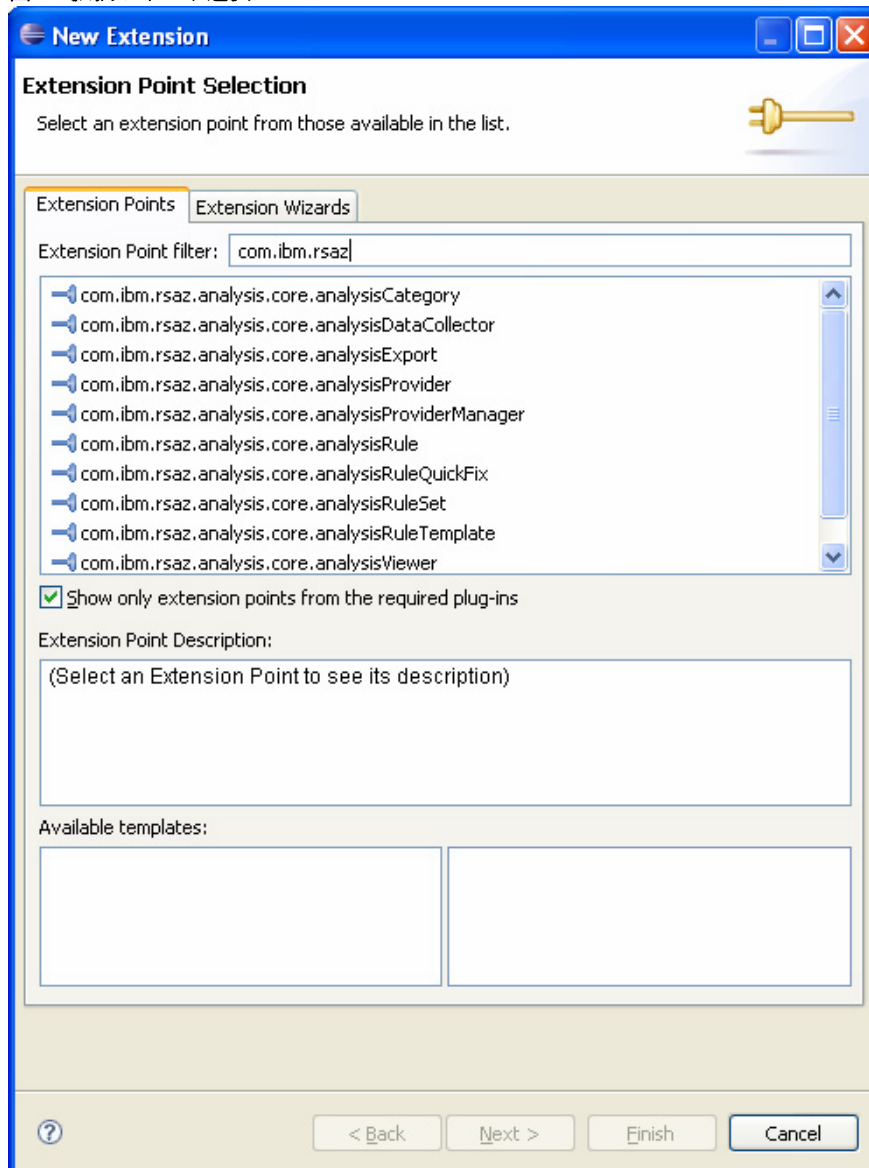 New Extension
Extension Point Selection
Select an extension point from those available in the list.
Extension Points
Extension Wizards
Extension Point filter: com.ibm.rsaz
com.ibm.rsaz.analysis.core.analysisCategory
com.ibm.rsaz.analysis.core.analysisDataCollector
com.ibm.rsaz.analysis.core.analysisExport
com.ibm.rsaz.analysis.core.analysisProvider
com.ibm.rsaz.analysis.core.analysisProviderManager
com.ibm.rsaz.analysis.core.analysisRule
com.ibm.rsaz.analysis.core.analysisRuleQuickFix
com.ibm.rsaz.analysis.core.analysisRuleSet
com.ibm.rsaz.analysis.core.analysisRuleTemplate
com.ibm.rsaz.analysis.core.analysisViewer
Show only extension points from the required plug-ins
Extension Point Description:
(Select an Extension Point to see its description)
Available templates:
< Back
Next >
Finish
Cancel